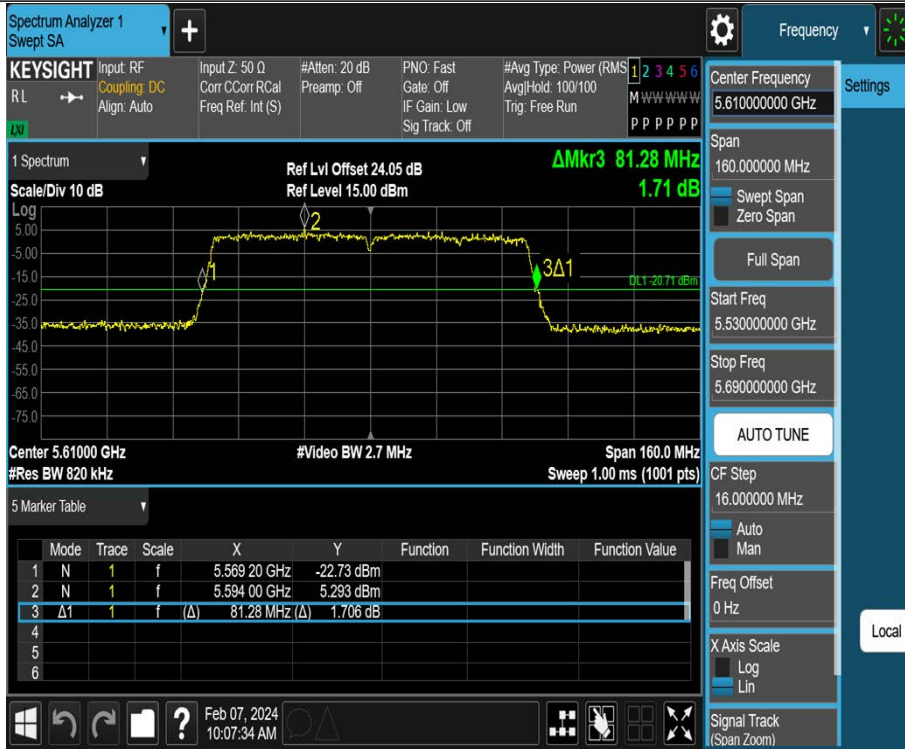 Spectrum Analyzer 1
Swept SA
+
Frequency
KEYSIGHT
RL
LXI
Input: RF
Coupling: DC
Align: Auto
Input Z: 50 Ω
Corr CCorr RCal
Freq Ref: Int (S)
#Atten: 20 dB
Preamp: Off
PNO: Fast
Gate: Off
IF Gain: Low
Sig Track: Off
#Avg Type: Power (RMS
Avg|Hold: 100/100
Trig: Free Run
1 2 3 4 5 6
M W W W W W
P P P P P P
1 Spectrum
Scale/Div 10 dB
Ref Lvl Offset 24.05 dB
Ref Level 15.00 dBm
ΔMkr3 81.28 MHz
1.71 dB
Log
5.00
-5.00
-15.0
-25.0
-35.0
-45.0
-55.0
-65.0
-75.0
1
2
3Δ1
DL1 -20.71 dBm
Center 5.61000 GHz
#Res BW 820 kHz
#Video BW 2.7 MHz
Span 160.0 MHz
Sweep 1.00 ms (1001 pts)
5 Marker Table
Mode Trace Scale X Y Function Function Width Function Value
1 N 1 f 5.569 20 GHz -22.73 dBm
2 N 1 f 5.594 00 GHz 5.293 dBm
3 Δ1 1 f (Δ) 81.28 MHz (Δ) 1.706 dB
4
5
6
?
Feb 07, 2024
10:07:34 AM
Center Frequency
5.610000000 GHz
Span
160.000000 MHz
Swept Span
Zero Span
Full Span
Start Freq
5.530000000 GHz
Stop Freq
5.690000000 GHz
AUTO TUNE
CF Step
16.000000 MHz
Auto
Man
Freq Offset
0 Hz
X Axis Scale
Log
Lin
Signal Track
(Span Zoom)
Settings
Local